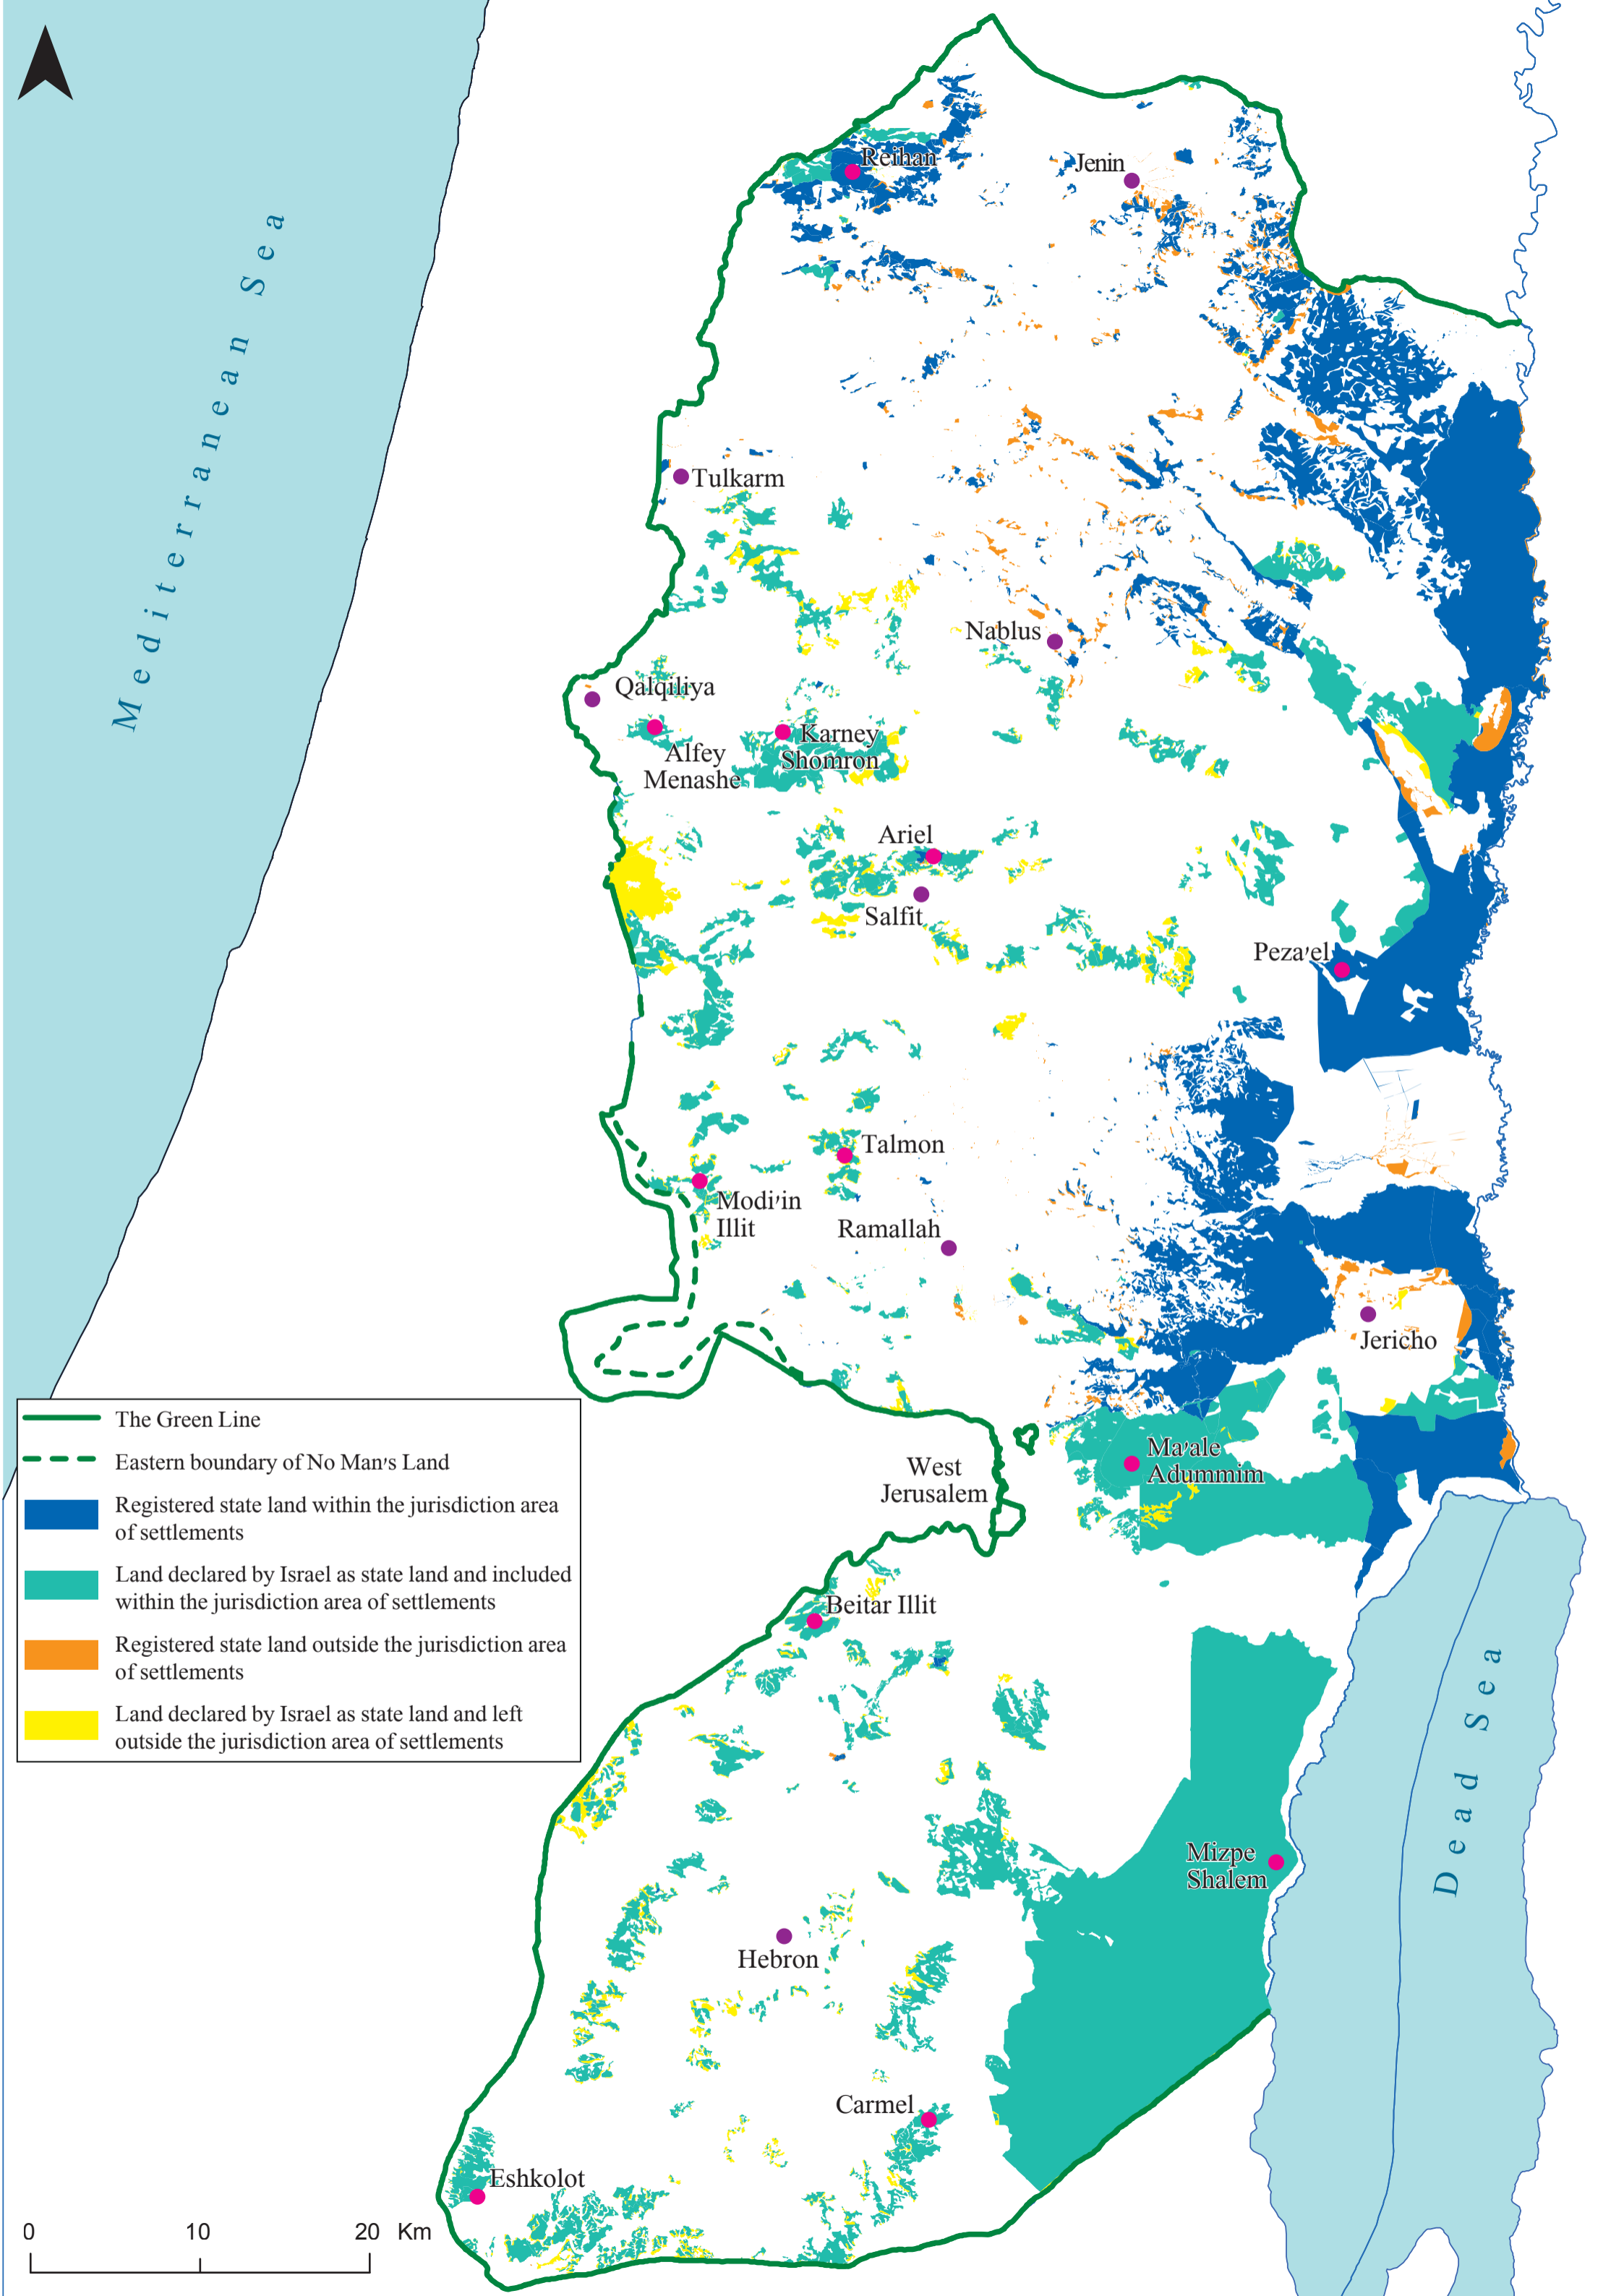 Mediterranean Sea
Reihan
Jenin
Tulkarm
Nablus
Qalqiliya
Alfey
Menashe
Karney
Shomron
Ariel
Salfit
Peza'el
Talmon
Modi'in
Illit
Ramallah
Jericho
West
Jerusalem
Ma'ale
Adummim
The Green Line
Eastern boundary of No Man's Land
Registered state land within the jurisdiction area
of settlements
Land declared by Israel as state land and included
within the jurisdiction area of settlements
Registered state land outside the jurisdiction area
of settlements
Land declared by Israel as state land and left
outside the jurisdiction area of settlements
Beitar Illit
Dead Sea
Mizpe
Shalem
Hebron
Carmel
Eshkolot
0 10 20 Km